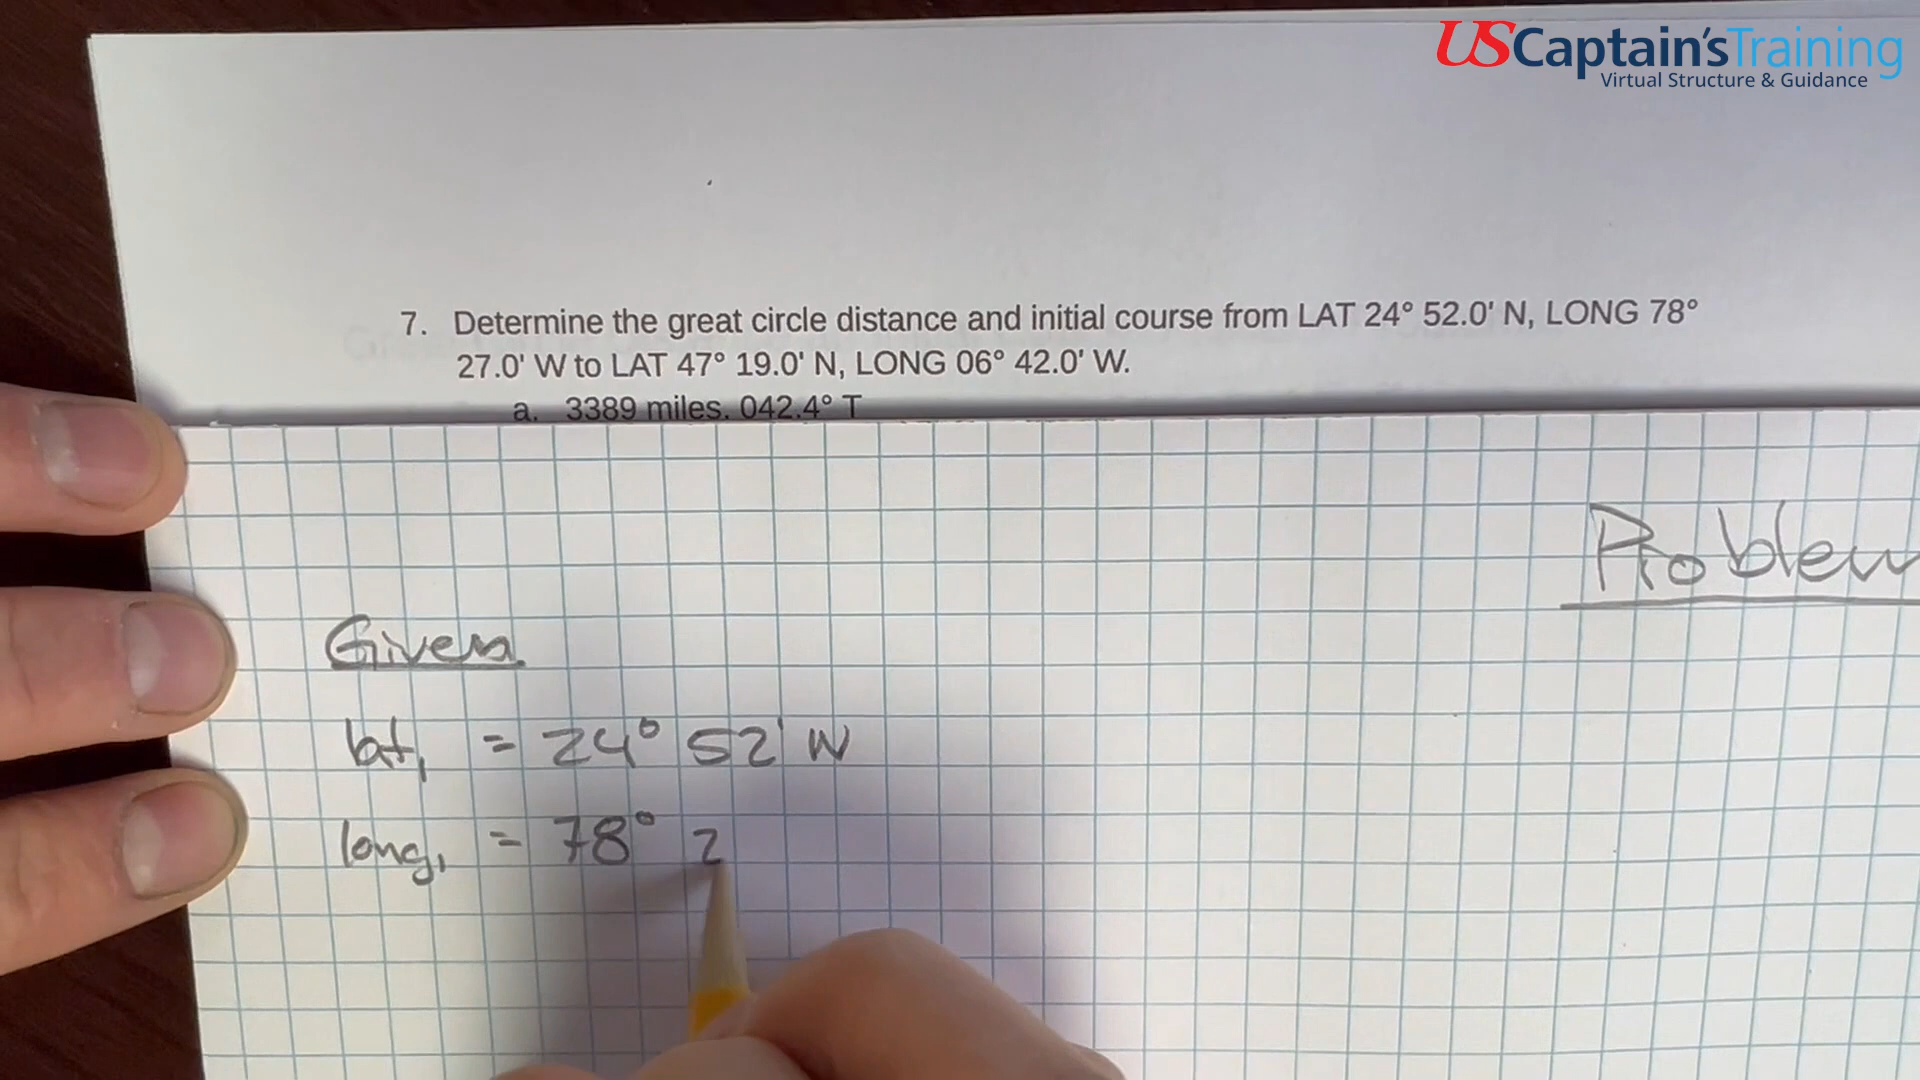 USCaptain'sTraining
Virtual Structure & Guidance
7. Determine the great circle distance and initial course from LAT 24° 52.0' N, LONG 78°
27.0' W to LAT 47° 19.0' N, LONG 06° 42.0' W.
a. 3389 miles. 042.4° T
Problem
Given
lat₁ = 24° 52' N
long₁ = 78° 2